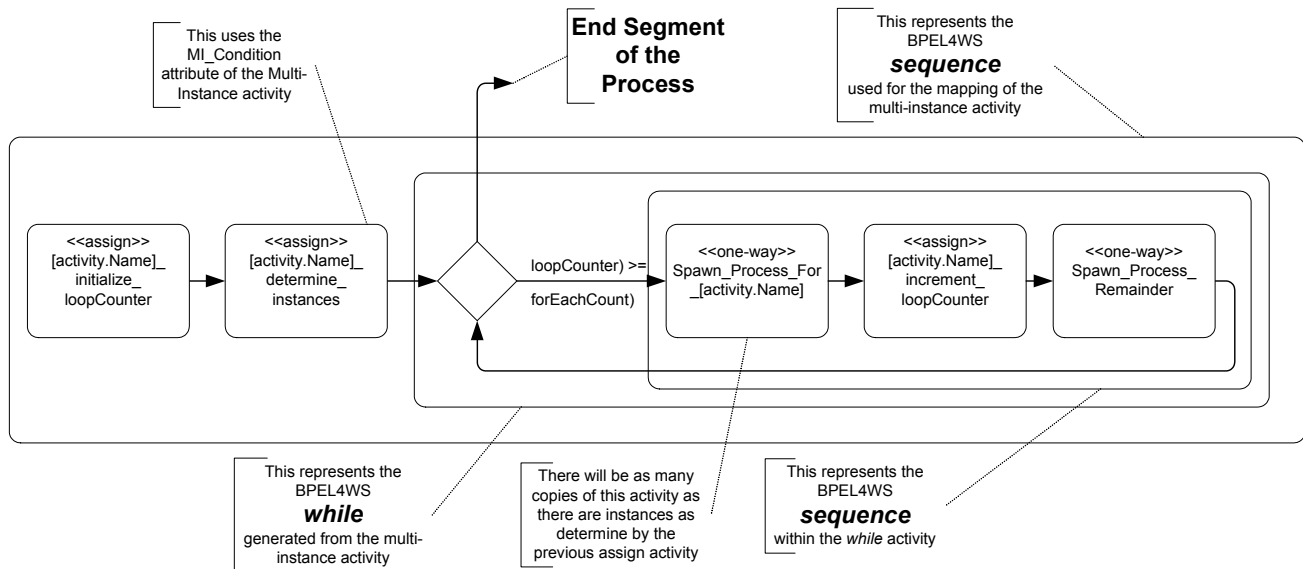 This uses the
MI_Condition
attribute of the Multi-
Instance activity
End Segment
of the
Process
This represents the
BPEL4WS
sequence
used for the mapping of the
multi-instance activity
<<assign>>
[activity.Name]_
initialize_
loopCounter
<<assign>>
[activity.Name]_
determine_
instances
loopCounter) >=
forEachCount)
<<one-way>>
Spawn_Process_For
_[activity.Name]
<<assign>>
[activity.Name]_
increment_
loopCounter
<<one-way>>
Spawn_Process_
Remainder
This represents the
BPEL4WS
while
generated from the multi-
instance activity
There will be as many
copies of this activity as
there are instances as
determine by the
previous assign activity
This represents the
BPEL4WS
sequence
within the while activity